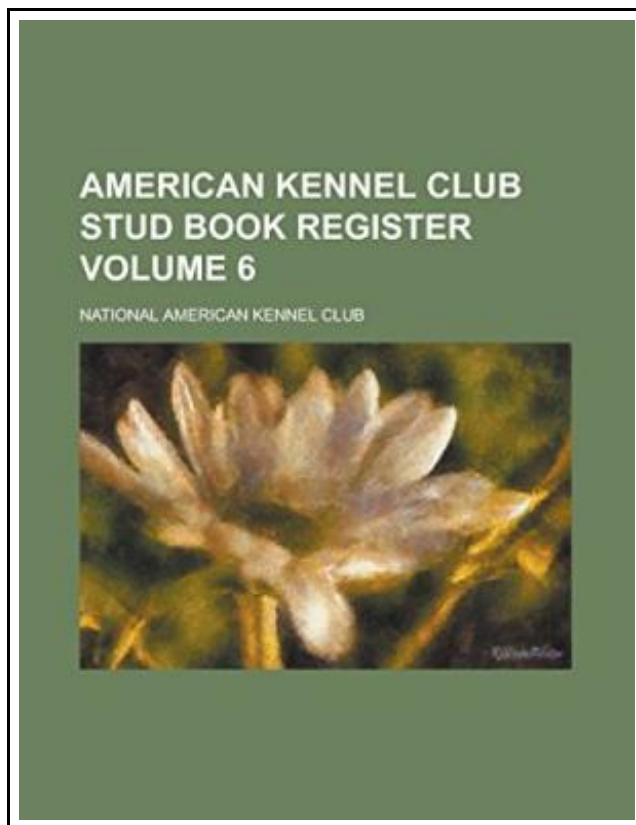 AMERICAN KENNEL CLUB
STUD BOOK REGISTER
VOLUME 6
NATIONAL AMERICAN KENNEL CLUB